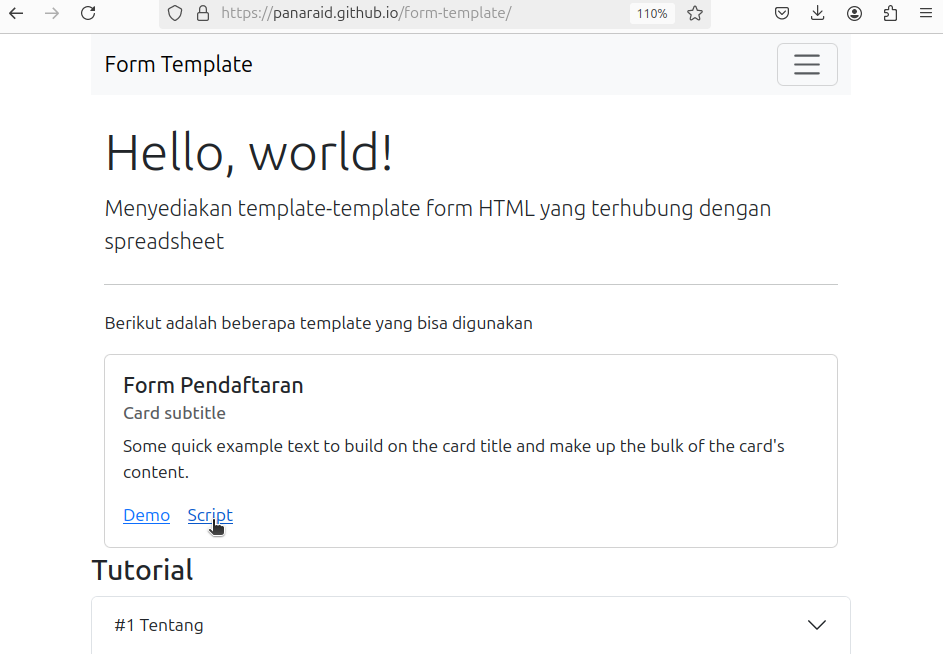 https://panaraid.github.io/form-template/
110%
Form Template
Hello, world!
Menyediakan template-template form HTML yang terhubung dengan
spreadsheet
Berikut adalah beberapa template yang bisa digunakan
Form Pendaftaran
Card subtitle
Some quick example text to build on the card title and make up the bulk of the card's
content.
Demo Script
Tutorial
#1 Tentang